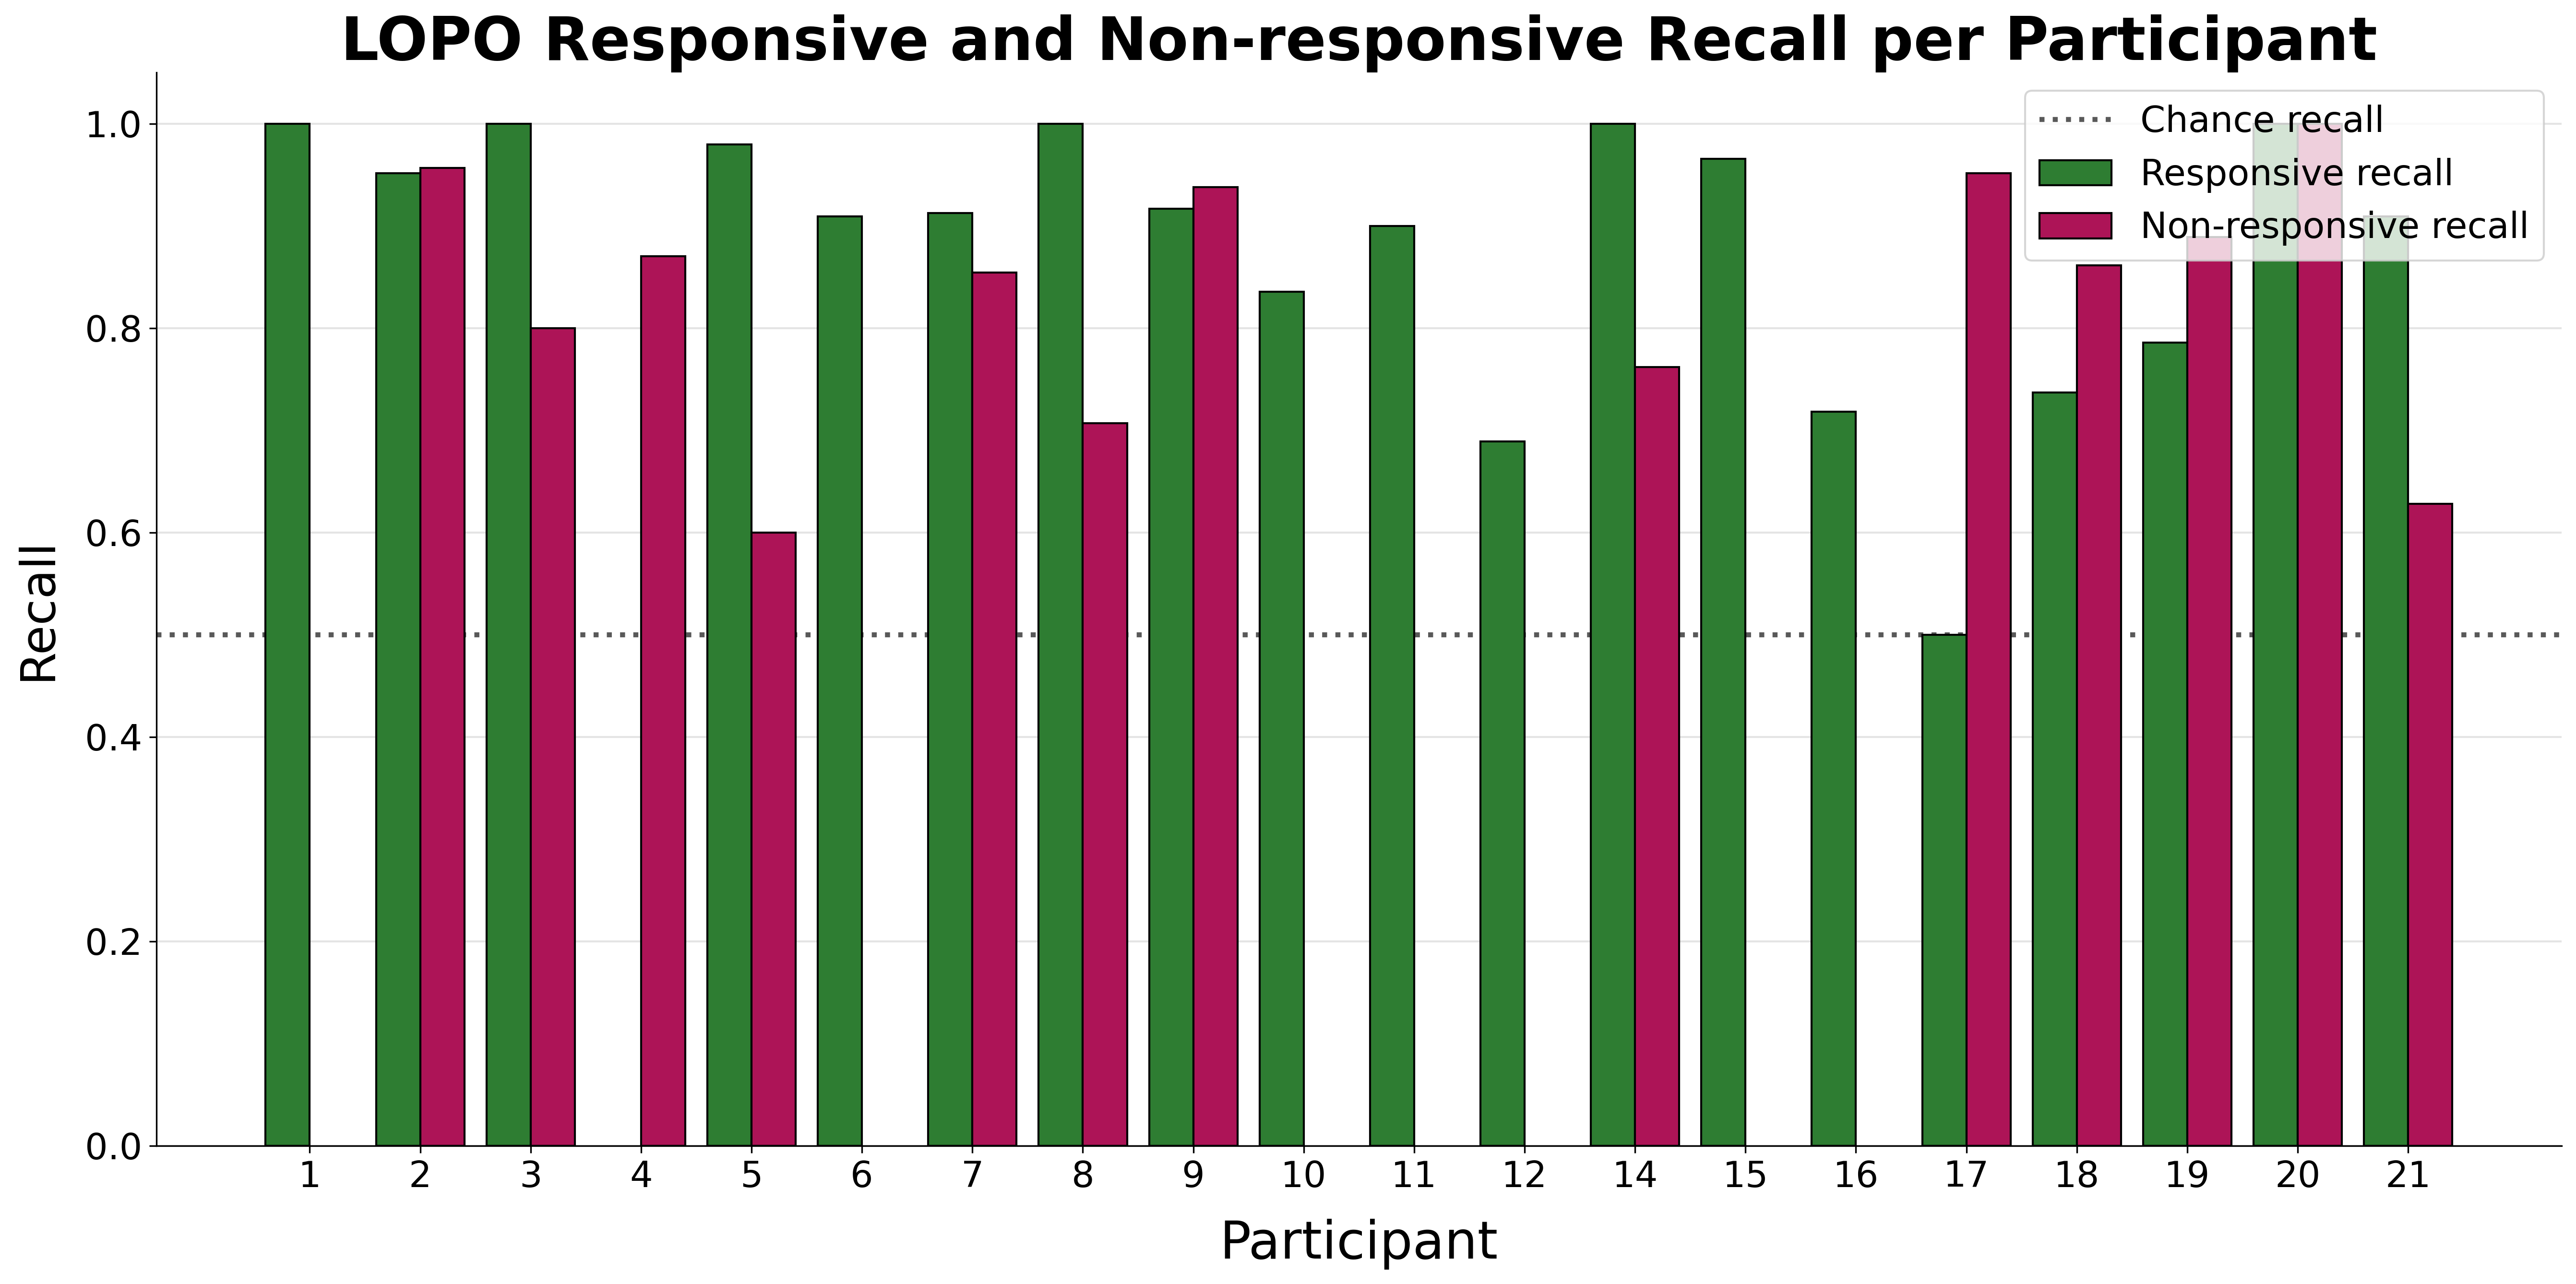 LOPO Responsive and Non-responsive Recall per Participant
Chance recall
Responsive recall
Non-responsive recall
Recall
1.0
0.8
0.6
0.4
0.2
0.0
1 2 3 4 5 6 7 8 9 10 11 12 14 15 16 17 18 19 20 21
Participant